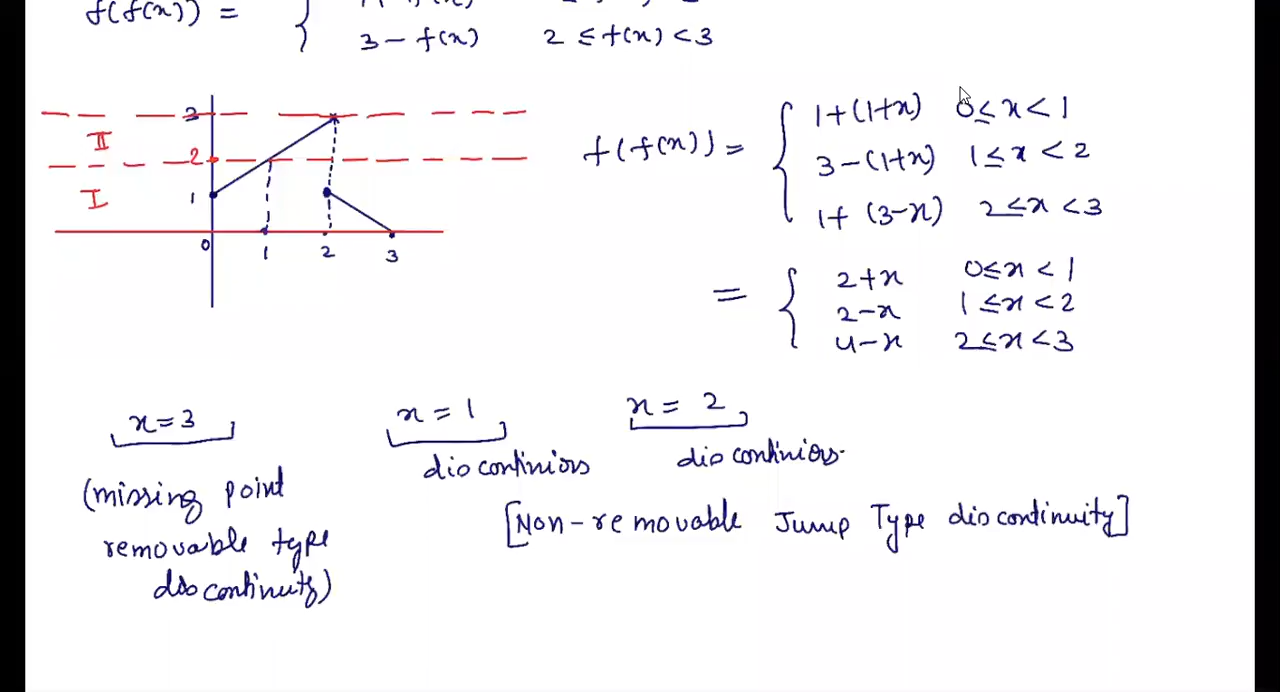 f(f(x)) = {
3 - f(x) 2 ≤ f(x) < 3
3
II
2
I
1
0 1 2 3
f(f(x)) = { 1+(1+x) 0≤x<1
3-(1+x) 1≤x<2
1+(3-x) 2≤x<3
= { 2+x 0≤x<1
2-x 1≤x<2
4-x 2≤x<3
x=3 x=1 x=2
(missing point removable type discontinuity)
discontiniors discontiniors
[Non-removable Jump Type discontinuity]